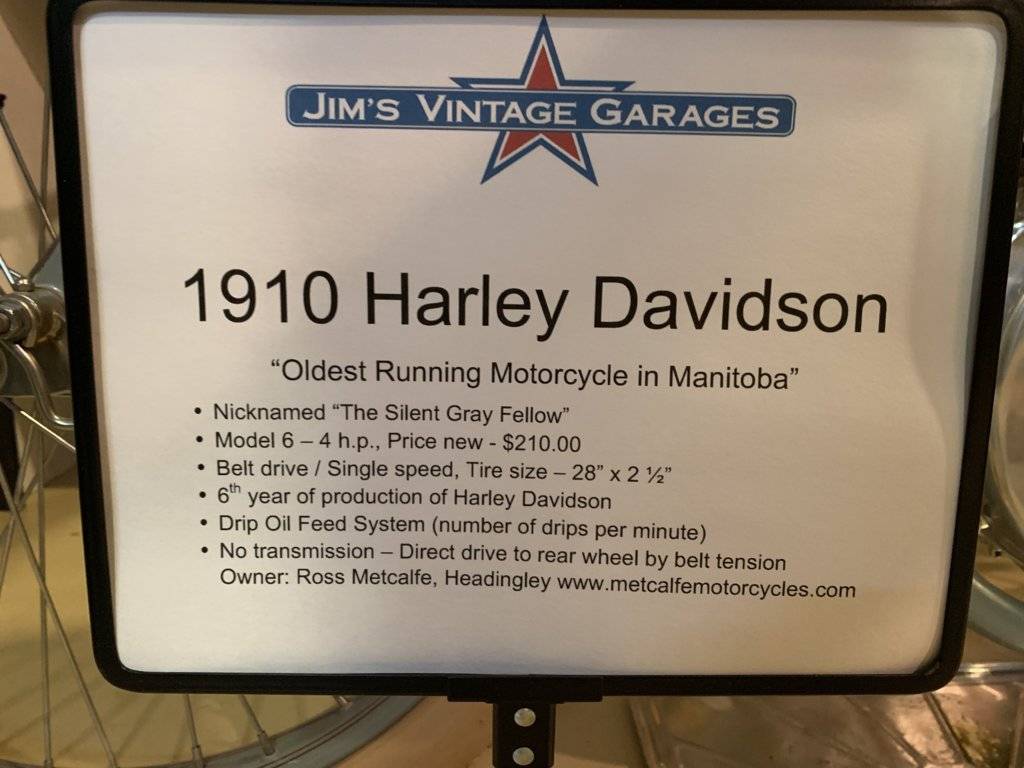 JIM'S VINTAGE GARAGES
1910 Harley Davidson
“Oldest Running Motorcycle in Manitoba”
• Nicknamed “The Silent Gray Fellow”
• Model 6 – 4 h.p., Price new - $210.00
• Belt drive / Single speed, Tire size – 28” x 2 ½”
• 6th year of production of Harley Davidson
• Drip Oil Feed System (number of drips per minute)
• No transmission – Direct drive to rear wheel by belt tension
Owner: Ross Metcalfe, Headingley www.metcalfemotorcycles.com